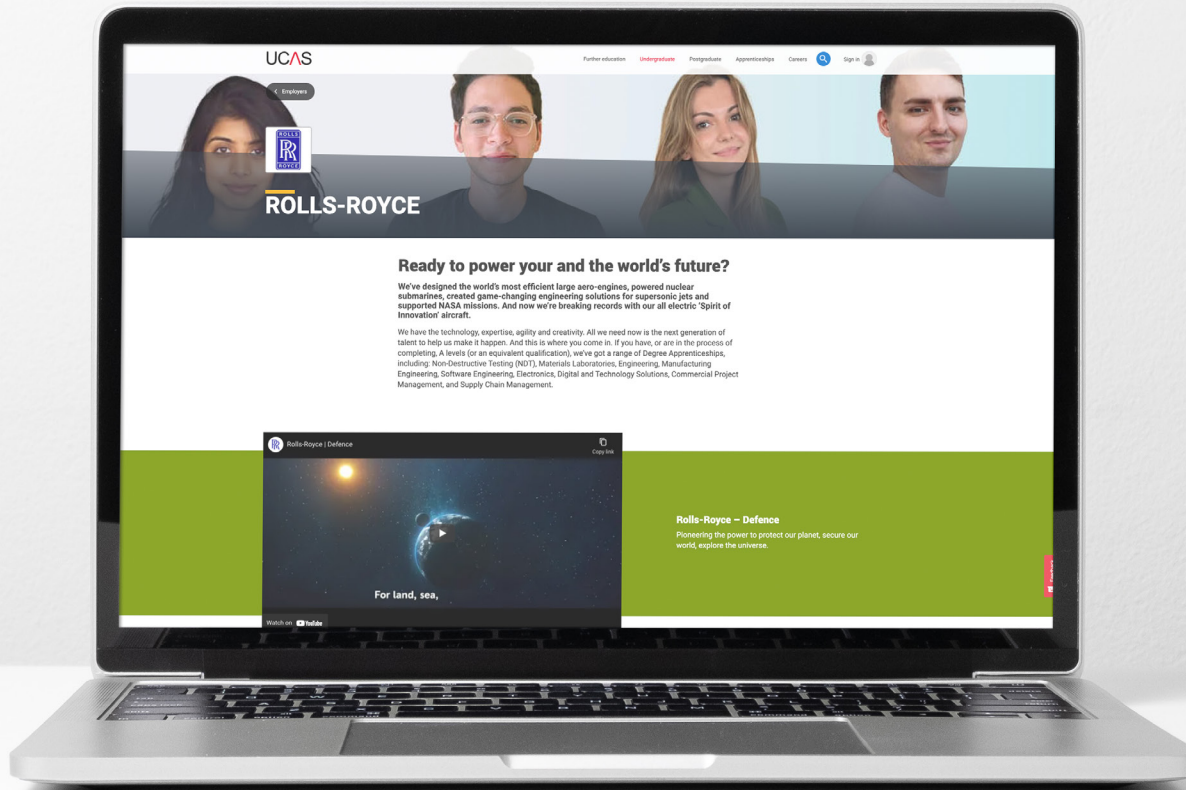 UCAS
Further education Undergraduate Postgraduate Apprenticeships Careers Sign in
Employers
ROLLS
RR
ROYCE
ROLLS-ROYCE
Ready to power your and the world's future?
We've designed the world's most efficient large aero-engines, powered nuclear
submarines, created game-changing engineering solutions for supersonic jets and
supported NASA missions. And now we're breaking records with our all electric 'Spirit of
Innovation' aircraft.
We have the technology, expertise, agility and creativity. All we need now is the next generation of
talent to help us make it happen. And this is where you come in. If you have, or are in the process of
completing, A levels (or an equivalent qualification), we've got a range of Degree Apprenticeships,
including: Non-Destructive Testing (NDT), Materials Laboratories, Engineering, Manufacturing
Engineering, Software Engineering, Electronics, Digital and Technology Solutions, Commercial Project
Management, and Supply Chain Management.
RR Rolls-Royce | Defence
Copy link
For land, sea,
Watch on YouTube
Rolls-Royce – Defence
Pioneering the power to protect our planet, secure our
world, explore the universe.
Feedback
control option command
command option